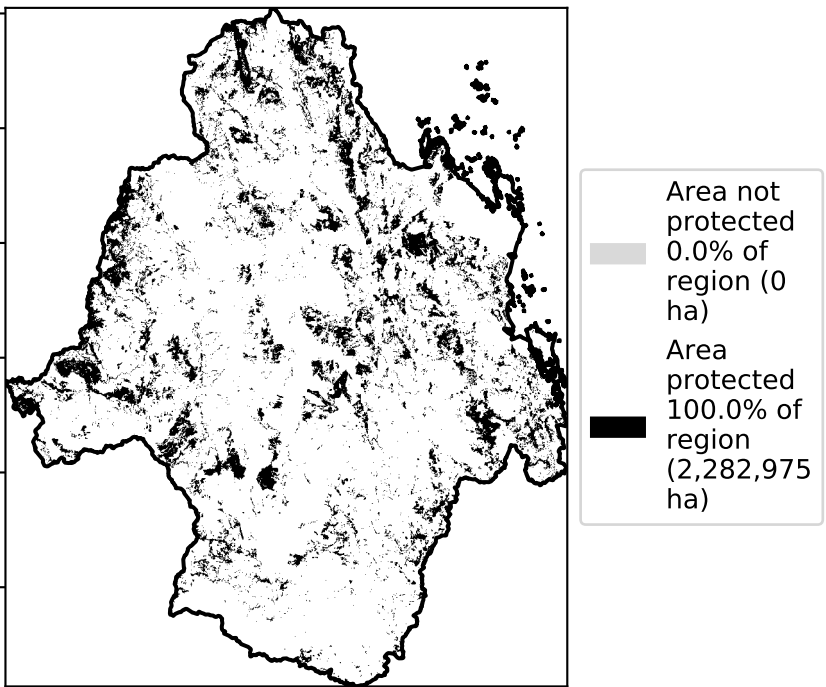 Area not
protected
0.0% of
region (0
ha)
Area
protected
100.0% of
region
(2,282,975
ha)